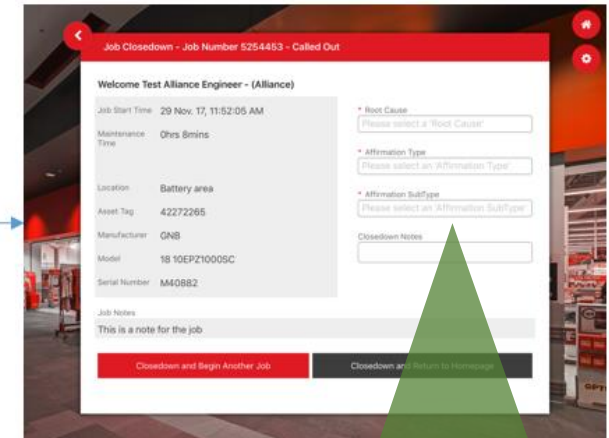 Job Closedown - Job Number 5254453 - Called Out
Welcome Test Alliance Engineer - (Alliance)
Job Start Time 29 Nov. 17, 11:52:05 AM
Maintenance Time 0hrs 8mins
Location Battery area
Asset Tag 42272265
Manufacturer GNB
Model 18 10EPZ1000SC
Serial Number M40882
* Root Cause
Please select a 'Root Cause'
* Affirmation Type
Please select an 'Affirmation Type'
* Affirmation SubType
Please select an 'Affirmation SubType'
Closedown Notes
Job Notes
This is a note for the job
Closedown and Begin Another Job
Closedown and Return to Homepage